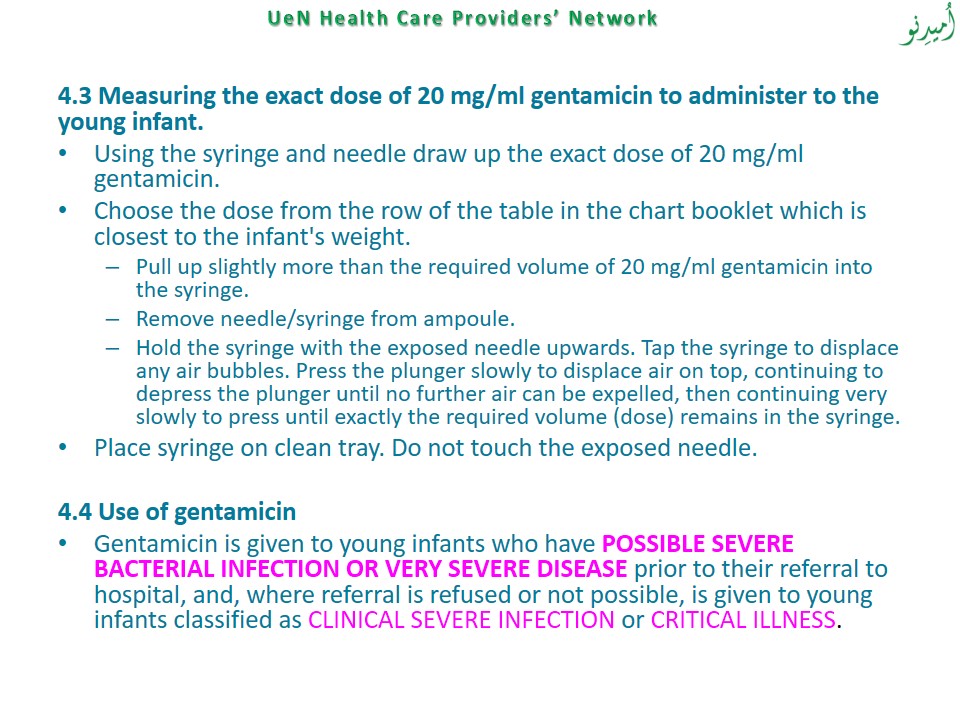 UeN Health Care Providers' Network
اُمیدِنو
4.3 Measuring the exact dose of 20 mg/ml gentamicin to administer to the
young infant.
• Using the syringe and needle draw up the exact dose of 20 mg/ml
gentamicin.
• Choose the dose from the row of the table in the chart booklet which is
closest to the infant's weight.
– Pull up slightly more than the required volume of 20 mg/ml gentamicin into
the syringe.
– Remove needle/syringe from ampoule.
– Hold the syringe with the exposed needle upwards. Tap the syringe to displace
any air bubbles. Press the plunger slowly to displace air on top, continuing to
depress the plunger until no further air can be expelled, then continuing very
slowly to press until exactly the required volume (dose) remains in the syringe.
• Place syringe on clean tray. Do not touch the exposed needle.
4.4 Use of gentamicin
• Gentamicin is given to young infants who have POSSIBLE SEVERE
BACTERIAL INFECTION OR VERY SEVERE DISEASE prior to their referral to
hospital, and, where referral is refused or not possible, is given to young
infants classified as CLINICAL SEVERE INFECTION or CRITICAL ILLNESS.